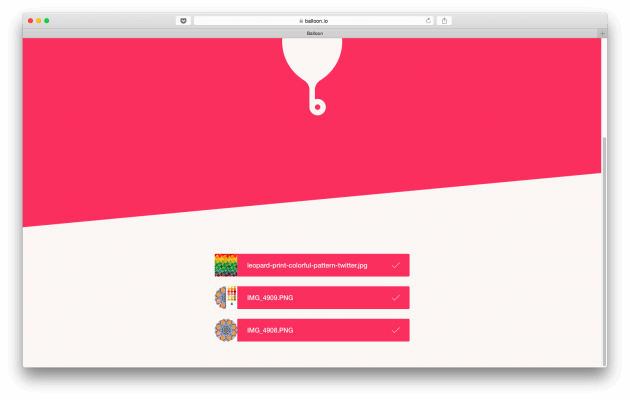 balloon.io
Balloon
leopard-print-colorful-pattern-twitter.jpg
IMG_4909.PNG
IMG_4908.PNG